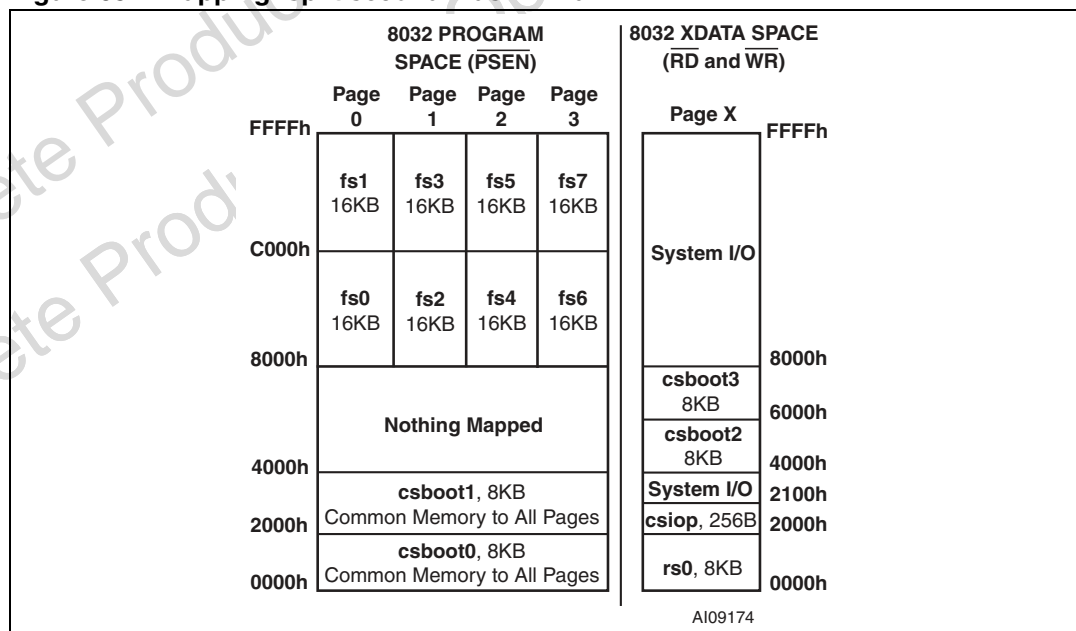 8032 PROGRAM
SPACE (PSEN)
Page 0
Page 1
Page 2
Page 3
FFFFh
fs1
16KB
fs3
16KB
fs5
16KB
fs7
16KB
C000h
fs0
16KB
fs2
16KB
fs4
16KB
fs6
16KB
8000h
Nothing Mapped
4000h
csboot1, 8KB
Common Memory to All Pages
2000h
csboot0, 8KB
Common Memory to All Pages
0000h
8032 XDATA SPACE
(RD and WR)
Page X
FFFFh
System I/O
8000h
csboot3
8KB
6000h
csboot2
8KB
4000h
System I/O
2100h
csiop, 256B
2000h
rs0, 8KB
0000h
AI09174